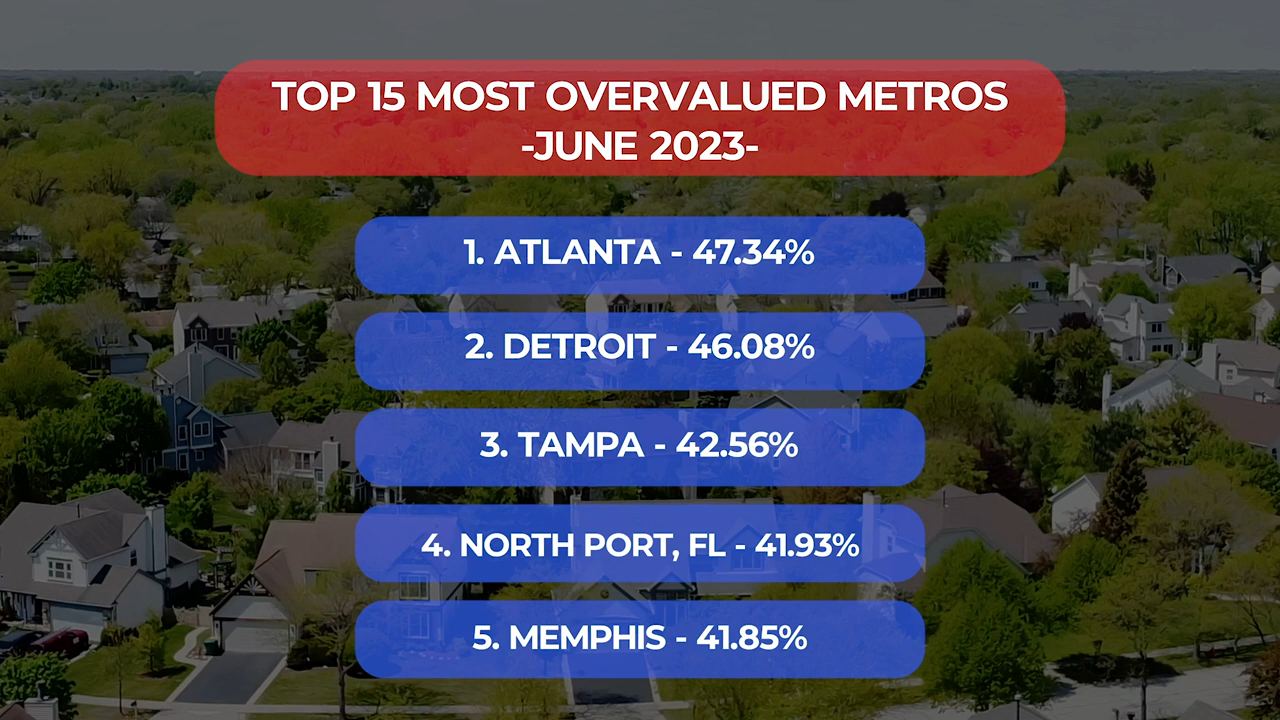 TOP 15 MOST OVERVALUED METROS
-JUNE 2023-
1. ATLANTA - 47.34%
2. DETROIT - 46.08%
3. TAMPA - 42.56%
4. NORTH PORT, FL - 41.93%
5. MEMPHIS - 41.85%